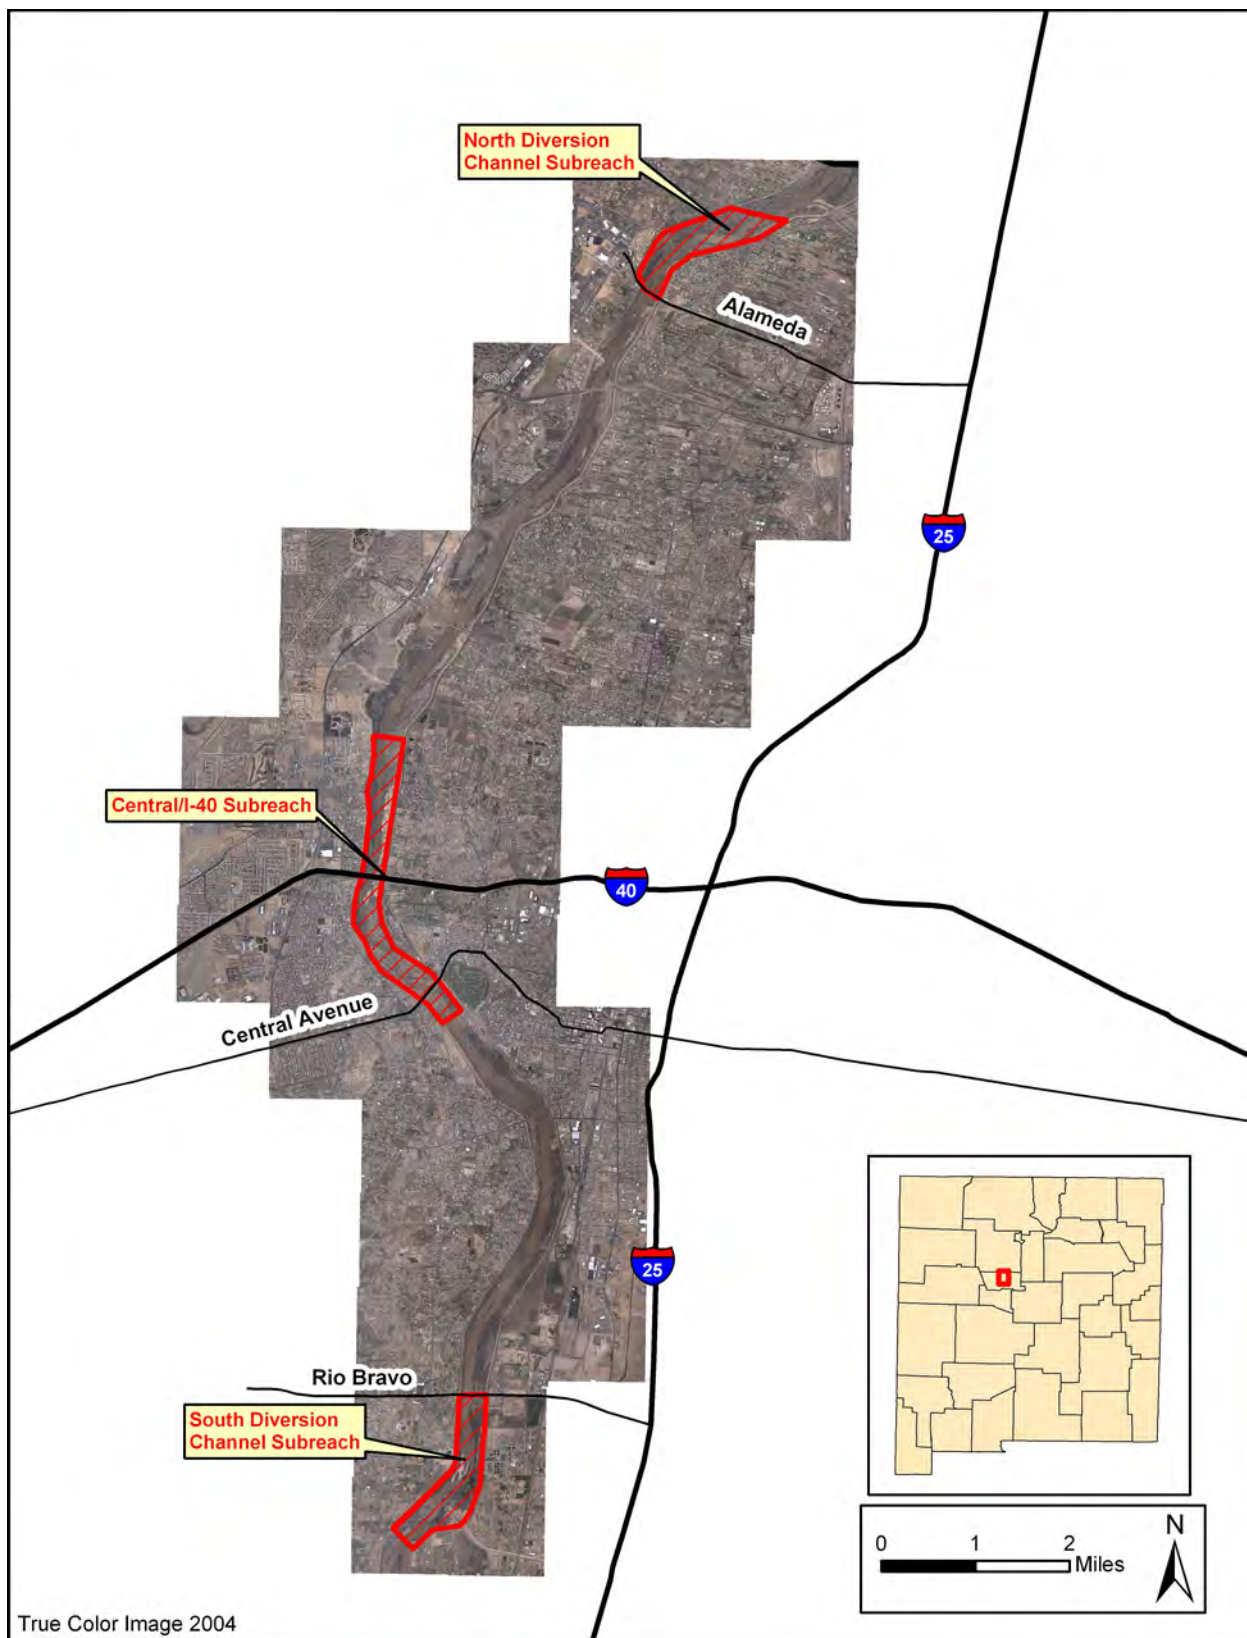 North Diversion
Channel Subreach
Alameda
25
Central/I-40 Subreach
40
Central Avenue
25
Rio Bravo
South Diversion
Channel Subreach
N
0 1 2
Miles
True Color Image 2004